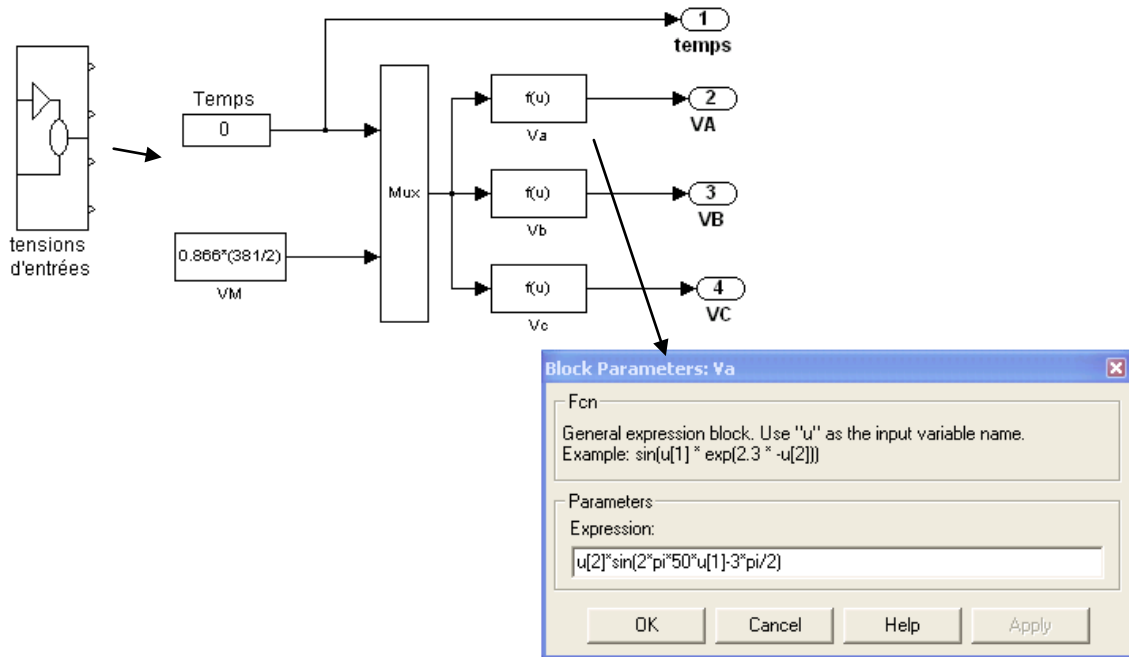 1
temps
Temps
0
f(u)
Va
2
VA
Mux
f(u)
Vb
3
VB
tensions
d'entrées
0.866*(381/2)
VM
f(u)
Vc
4
VC
Block Parameters: Va
Fcn
General expression block. Use "u" as the input variable name.
Example: sin(u[1] * exp(2.3 * -u[2]))
Parameters
Expression:
u[2]*sin(2*pi*50*u[1]-3*pi/2)
OK
Cancel
Help
Apply